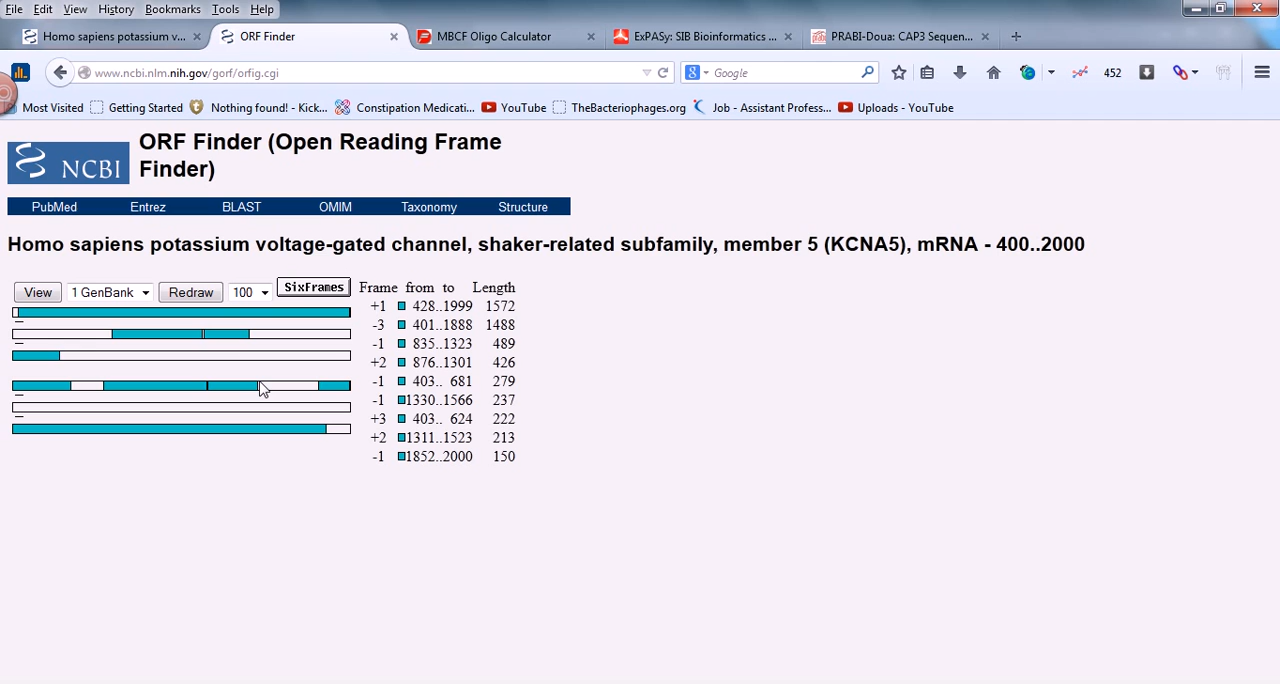 File Edit View History Bookmarks Tools Help
Homo sapiens potassium v... × ORF Finder × MBCF Oligo Calculator × ExPASy: SIB Bioinformatics ... × PRABI-Doua: CAP3 Sequen... × +
www.ncbi.nlm.nih.gov/gorf/orfig.cgi Google 452
Most Visited Getting Started Nothing found! - Kick... Constipation Medicati... YouTube TheBacteriophages.org Job - Assistant Profess... Uploads - YouTube
NCBI
ORF Finder (Open Reading Frame
Finder)
PubMed Entrez BLAST OMIM Taxonomy Structure
Homo sapiens potassium voltage-gated channel, shaker-related subfamily, member 5 (KCNA5), mRNA - 400..2000
View 1 GenBank Redraw 100 SixFrames
Frame from to Length
+1 428..1999 1572
-3 401..1888 1488
-1 835..1323 489
+2 876..1301 426
-1 403.. 681 279
-1 1330..1566 237
+3 403.. 624 222
+2 1311..1523 213
-1 1852..2000 150